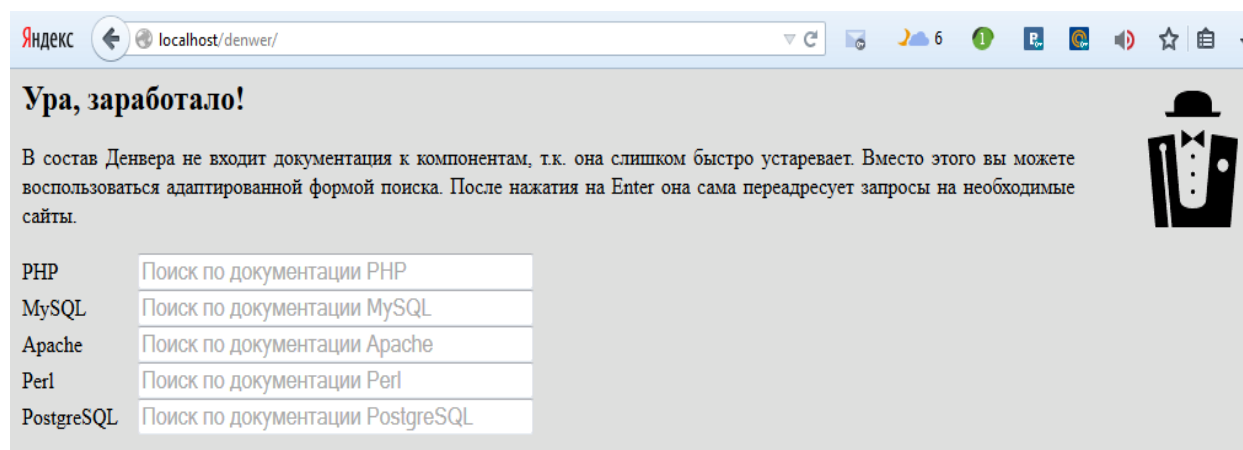 Яндекс localhost/denwer/ 6 1 P
Ура, заработало!
В состав Денвера не входит документация к компонентам, т.к. она слишком быстро устаревает. Вместо этого вы можете
воспользоваться адаптированной формой поиска. После нажатия на Enter она сама переадресует запросы на необходимые
сайты.
PHP Поиск по документации PHP
MySQL Поиск по документации MySQL
Apache Поиск по документации Apache
Perl Поиск по документации Perl
PostgreSQL Поиск по документации PostgreSQL